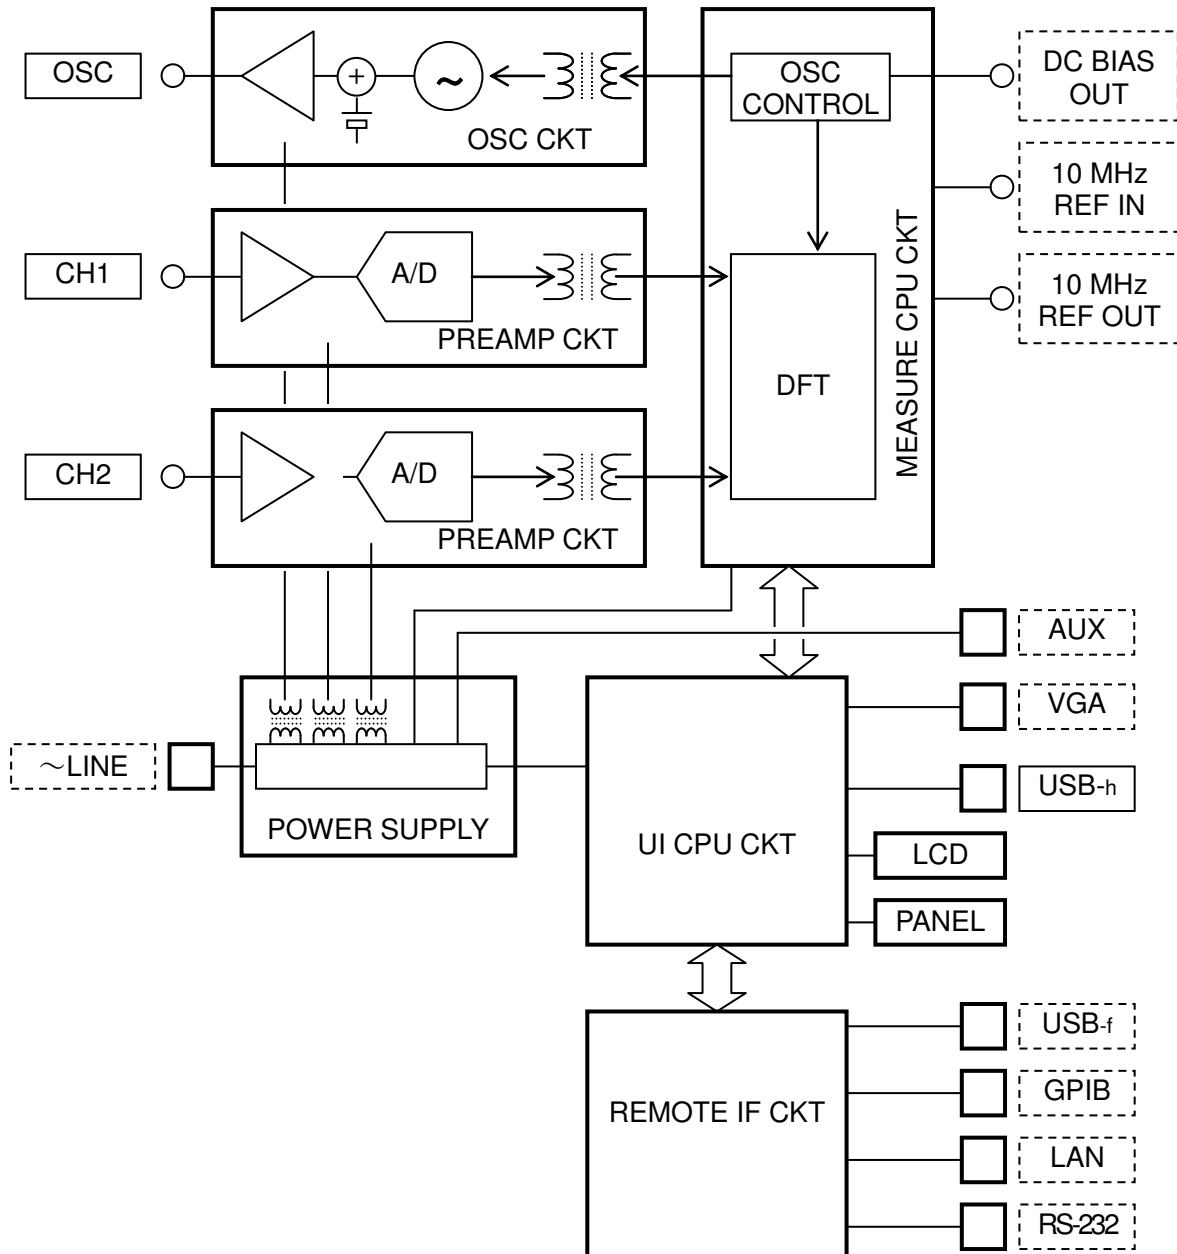 OSC
OSC CKT
OSC
CONTROL
DC BIAS
OUT
10 MHz
REF IN
10 MHz
REF OUT
CH1
A/D
PREAMP CKT
DFT
MEASURE CPU CKT
CH2
A/D
PREAMP CKT
AUX
VGA
～LINE
USB-h
POWER SUPPLY
UI CPU CKT
LCD
PANEL
USB-f
REMOTE IF CKT
GPIB
LAN
RS-232